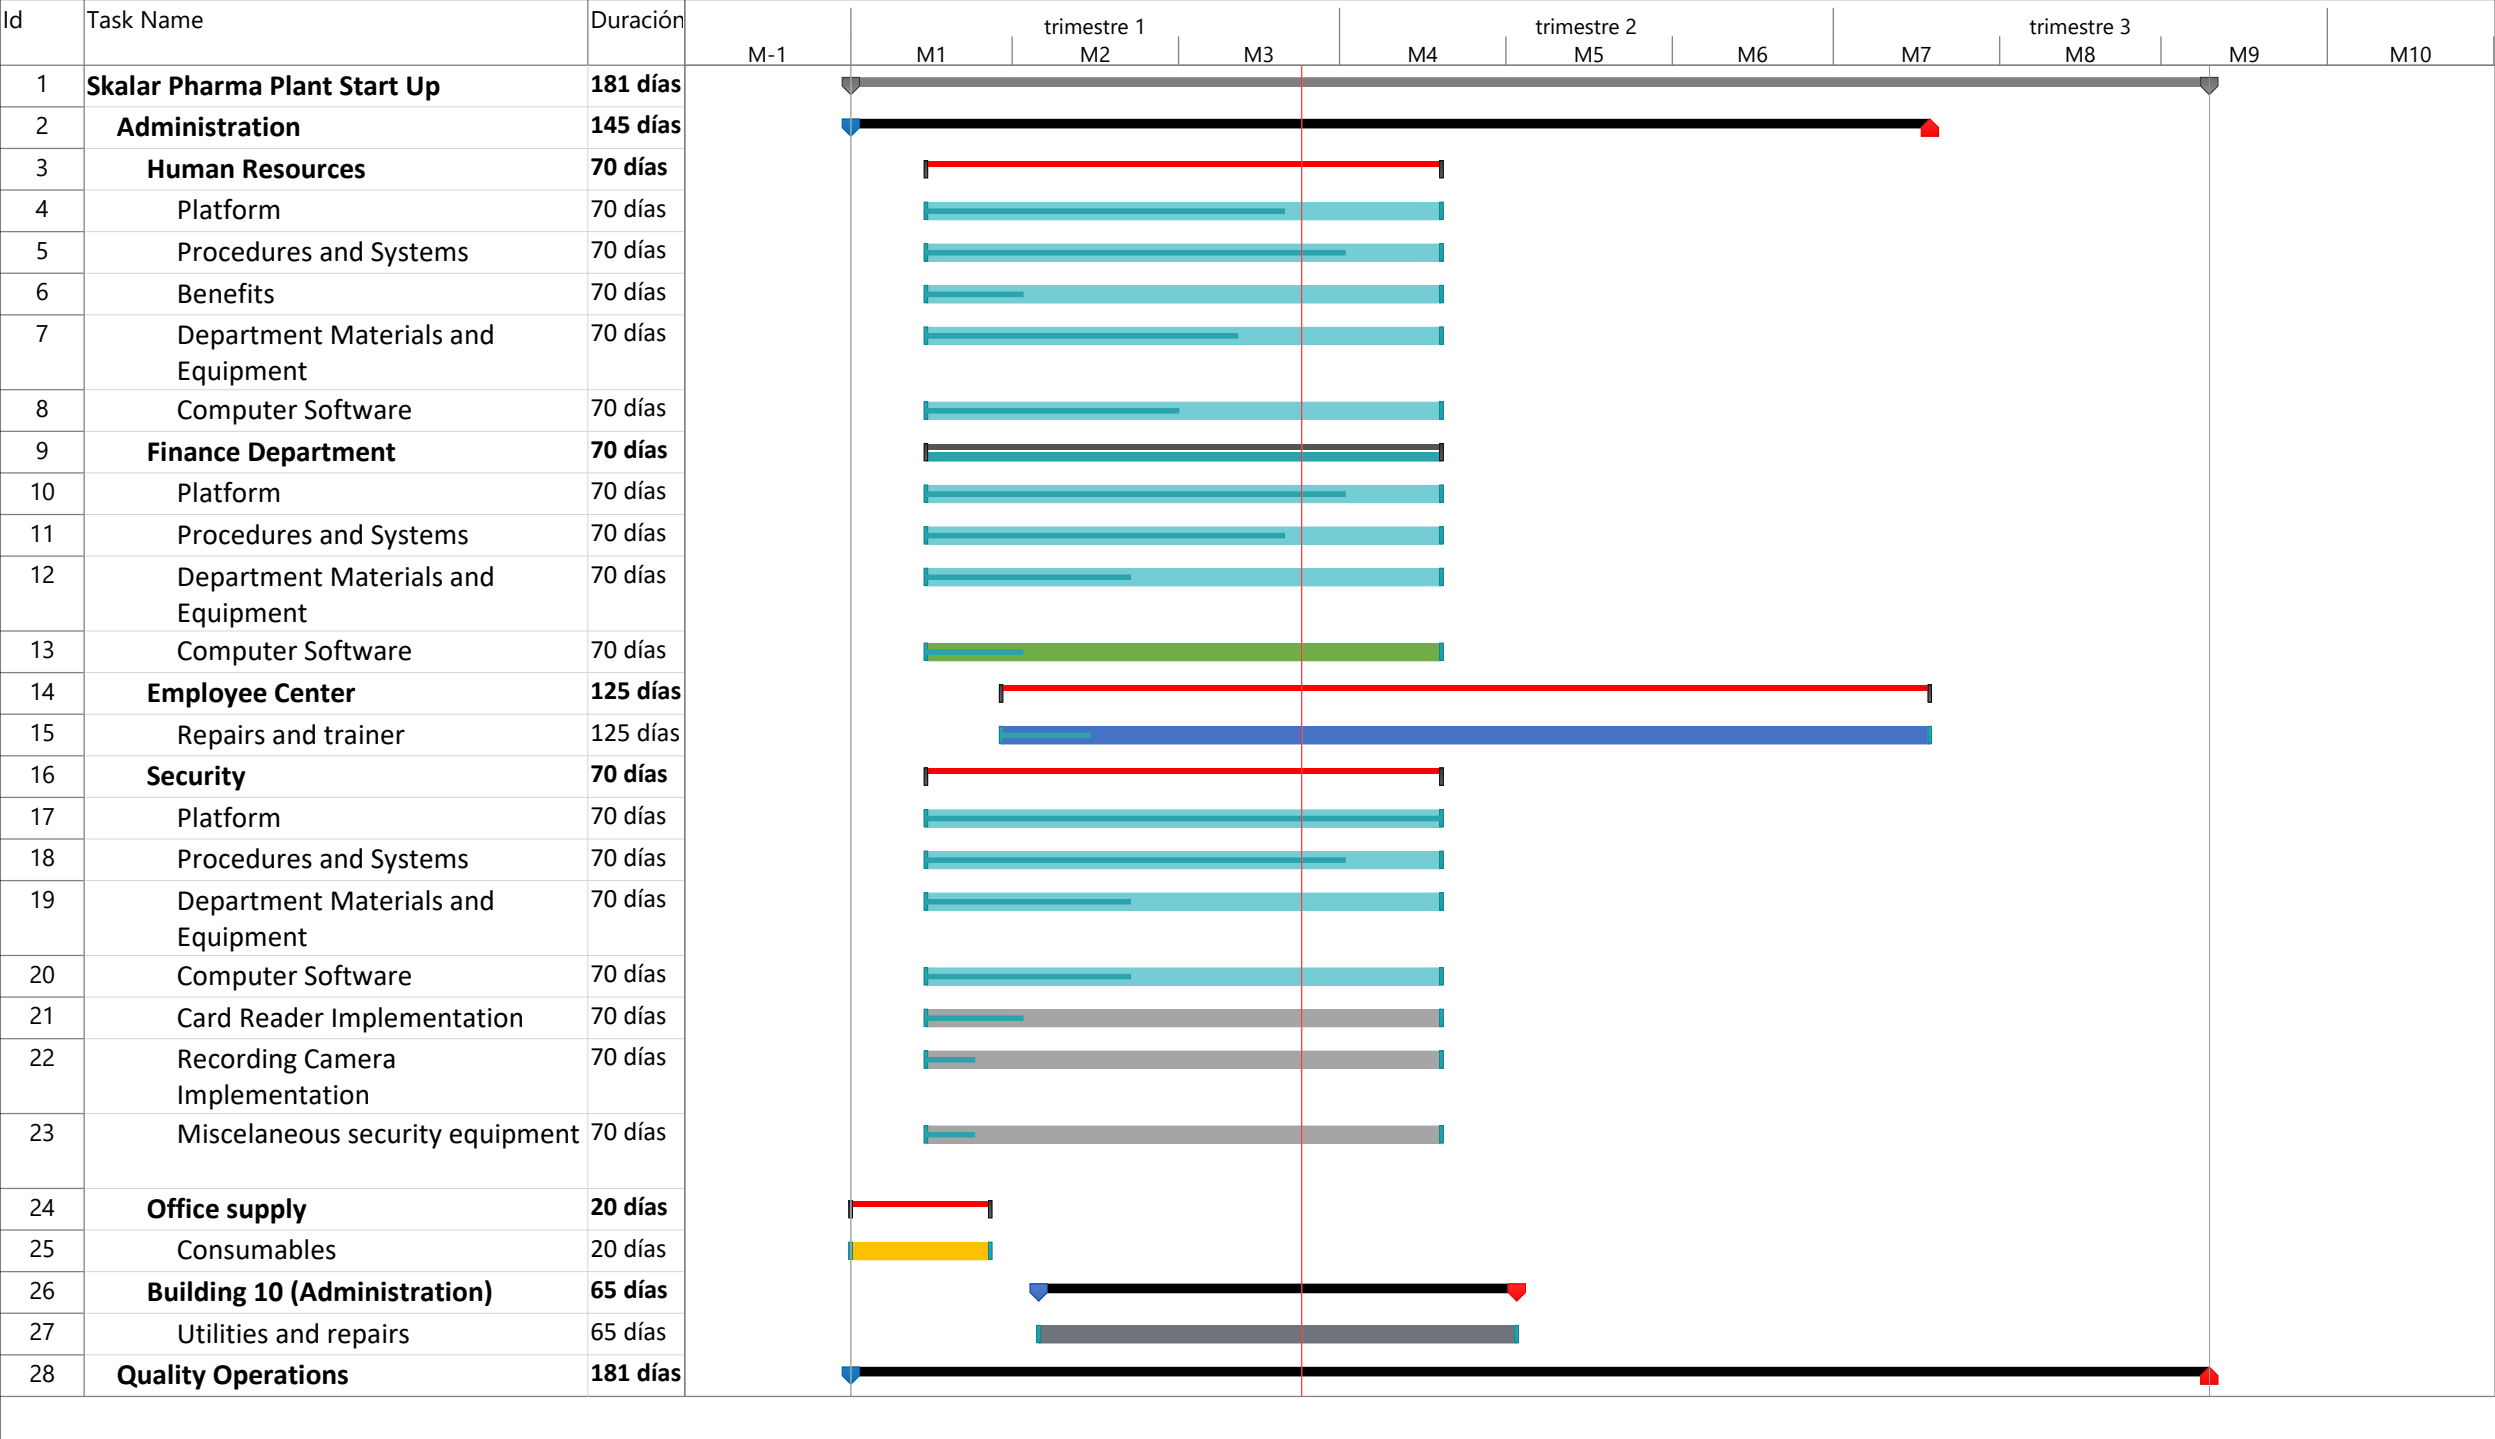 Id Task Name Duración
trimestre 1 trimestre 2 trimestre 3
M-1 M1 M2 M3 M4 M5 M6 M7 M8 M9 M10
1 Skalar Pharma Plant Start Up 181 días
2 Administration 145 días
3 Human Resources 70 días
4 Platform 70 días
5 Procedures and Systems 70 días
6 Benefits 70 días
7 Department Materials and 70 días
Equipment
8 Computer Software 70 días
9 Finance Department 70 días
10 Platform 70 días
11 Procedures and Systems 70 días
12 Department Materials and 70 días
Equipment
13 Computer Software 70 días
14 Employee Center 125 días
15 Repairs and trainer 125 días
16 Security 70 días
17 Platform 70 días
18 Procedures and Systems 70 días
19 Department Materials and 70 días
Equipment
20 Computer Software 70 días
21 Card Reader Implementation 70 días
22 Recording Camera 70 días
Implementation
23 Miscelaneous security equipment 70 días
24 Office supply 20 días
25 Consumables 20 días
26 Building 10 (Administration) 65 días
27 Utilities and repairs 65 días
28 Quality Operations 181 días